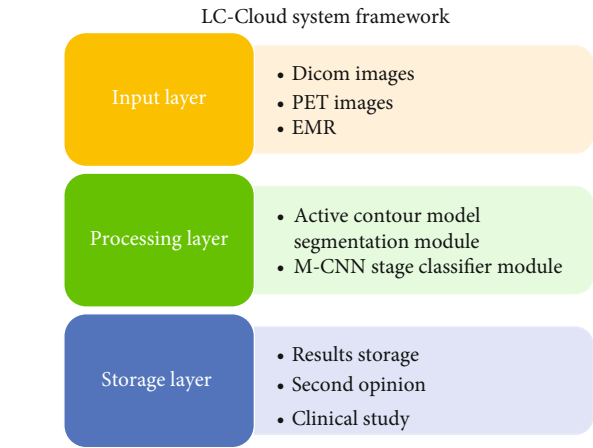 LC-Cloud system framework
Input layer
• Dicom images
• PET images
• EMR
Processing layer
• Active contour model
segmentation module
• M-CNN stage classifier module
Storage layer
• Results storage
• Second opinion
• Clinical study